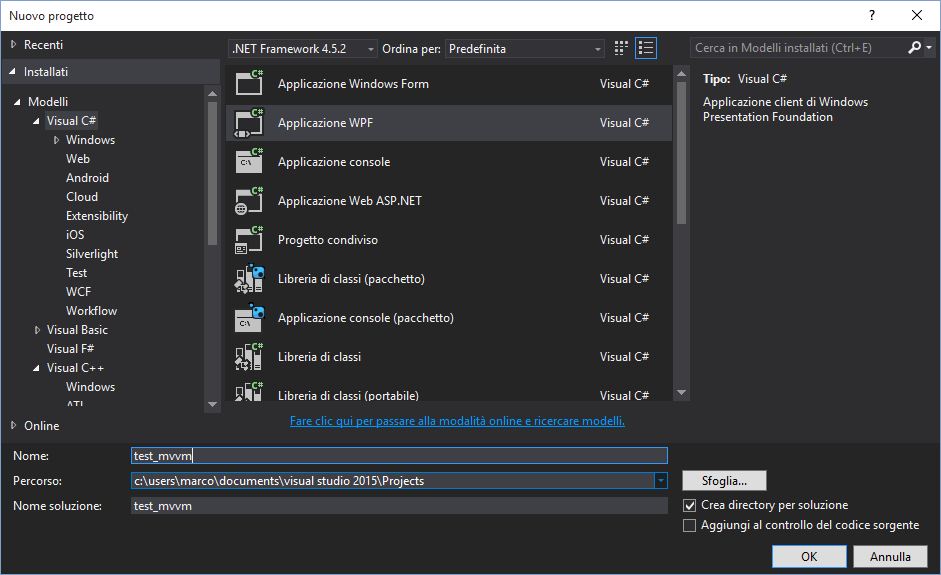 Nuovo progetto
Recenti
.NET Framework 4.5.2 Ordina per: Predefinita
Cerca in Modelli installati (Ctrl+E)
Installati
Modelli
Visual C#
Windows
Web
Android
Cloud
Extensibility
iOS
Silverlight
Test
WCF
Workflow
Visual Basic
Visual F#
Visual C++
Windows
ATL
Online
Applicazione Windows Form Visual C#
Applicazione WPF Visual C#
Applicazione console Visual C#
Applicazione Web ASP.NET Visual C#
Progetto condiviso Visual C#
Libreria di classi (pacchetto) Visual C#
Applicazione console (pacchetto) Visual C#
Libreria di classi Visual C#
Libreria di classi (portabile) Visual C#
Fare clic qui per passare alla modalità online e ricercare modelli.
Tipo: Visual C#
Applicazione client di Windows
Presentation Foundation
Nome: test_mvvm
Percorso: c:\users\marco\documents\visual studio 2015\Projects
Sfoglia...
Nome soluzione: test_mvvm
Crea directory per soluzione
Aggiungi al controllo del codice sorgente
OK Annulla